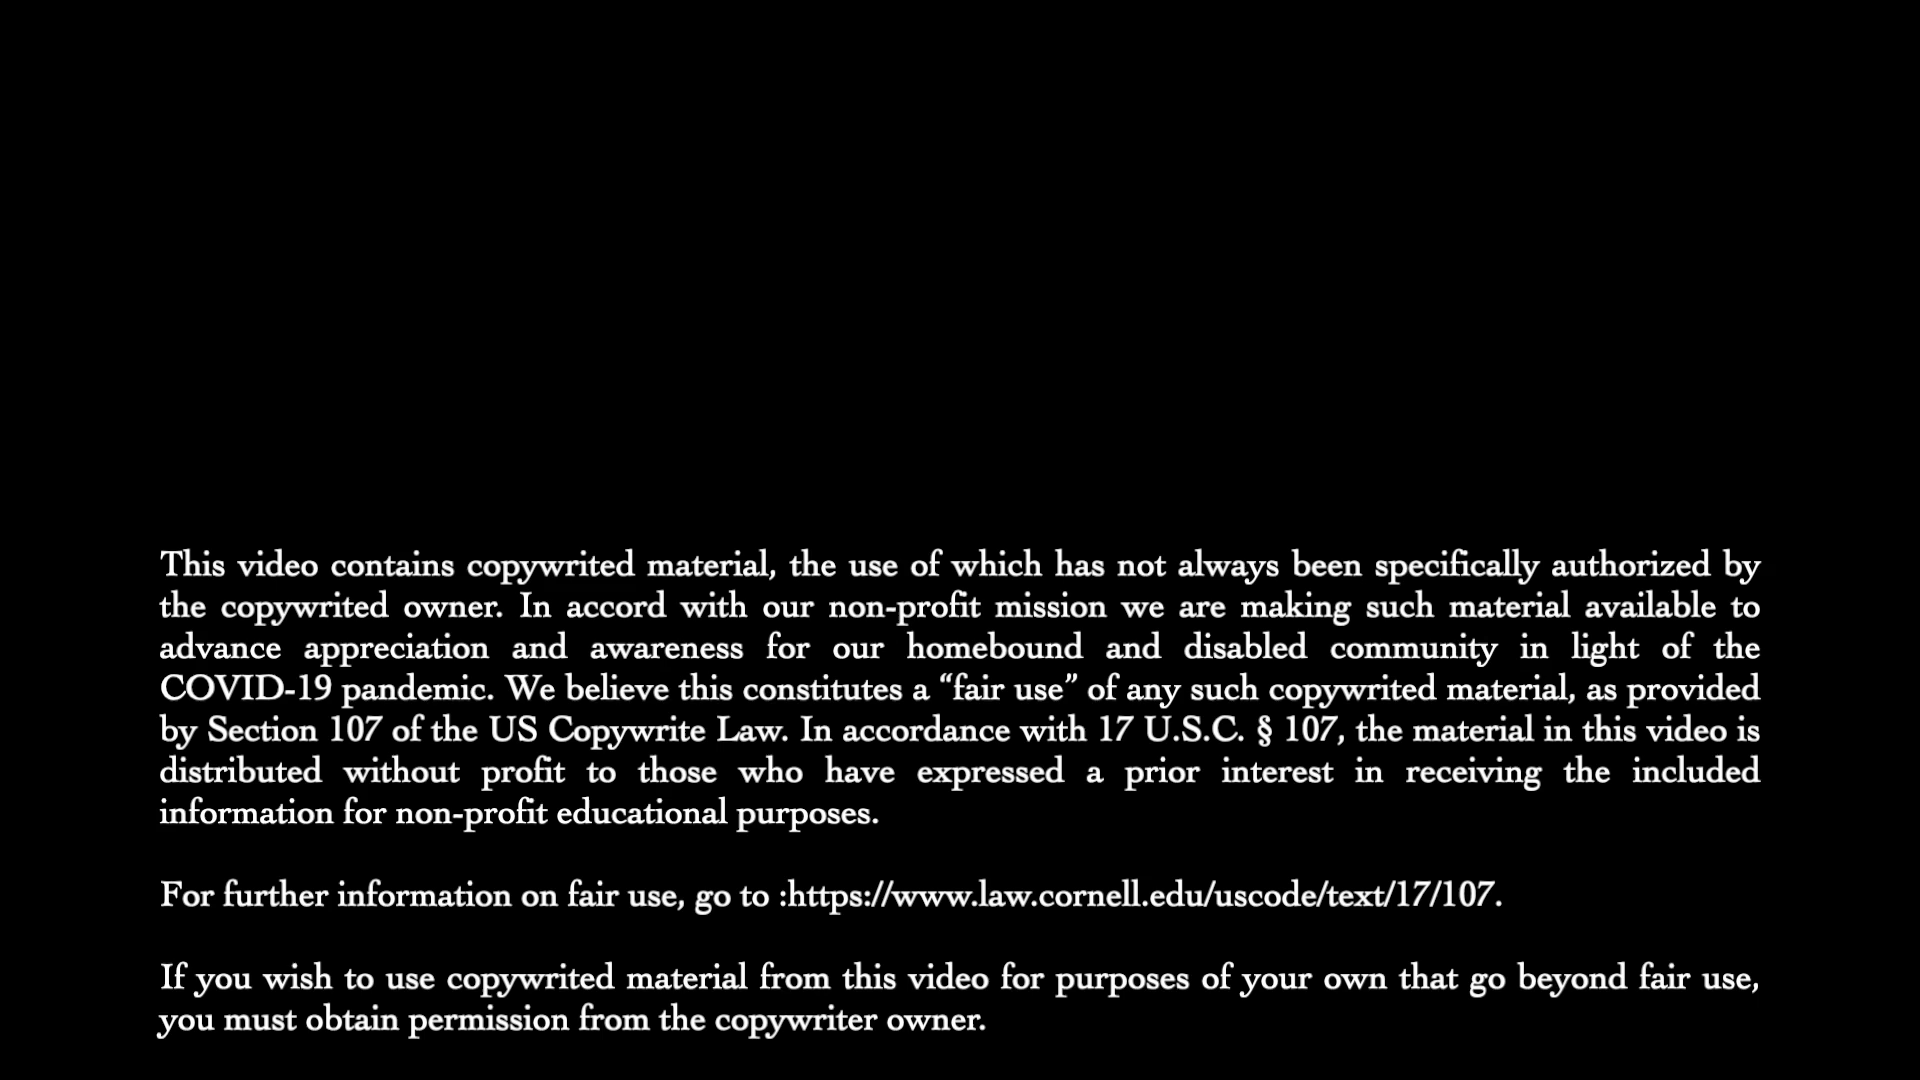 This video contains copywrited material, the use of which has not always been specifically authorized by
the copywrited owner. In accord with our non-profit mission we are making such material available to
advance appreciation and awareness for our homebound and disabled community in light of the
COVID-19 pandemic. We believe this constitutes a “fair use” of any such copywrited material, as provided
by Section 107 of the US Copywrite Law. In accordance with 17 U.S.C. § 107, the material in this video is
distributed without profit to those who have expressed a prior interest in receiving the included
information for non-profit educational purposes.
For further information on fair use, go to :https://www.law.cornell.edu/uscode/text/17/107.
If you wish to use copywrited material from this video for purposes of your own that go beyond fair use,
you must obtain permission from the copywriter owner.